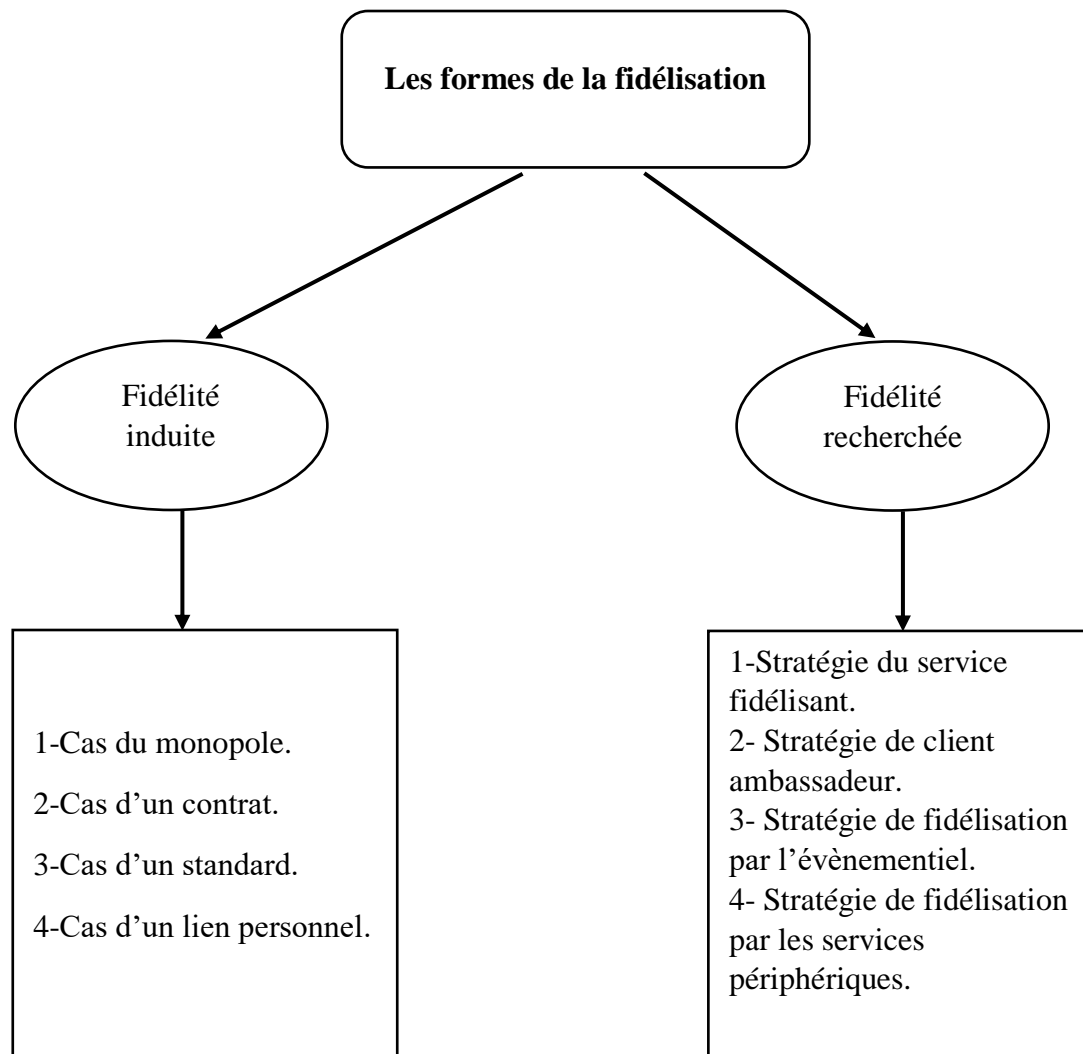 Les formes de la fidélisation
Fidélité
induite
Fidélité
recherchée
1-Cas du monopole.
2-Cas d’un contrat.
3-Cas d’un standard.
4-Cas d’un lien personnel.
1-Stratégie du service
fidélisant.
2- Stratégie de client
ambassadeur.
3- Stratégie de fidélisation
par l’évènementiel.
4- Stratégie de fidélisation
par les services
périphériques.